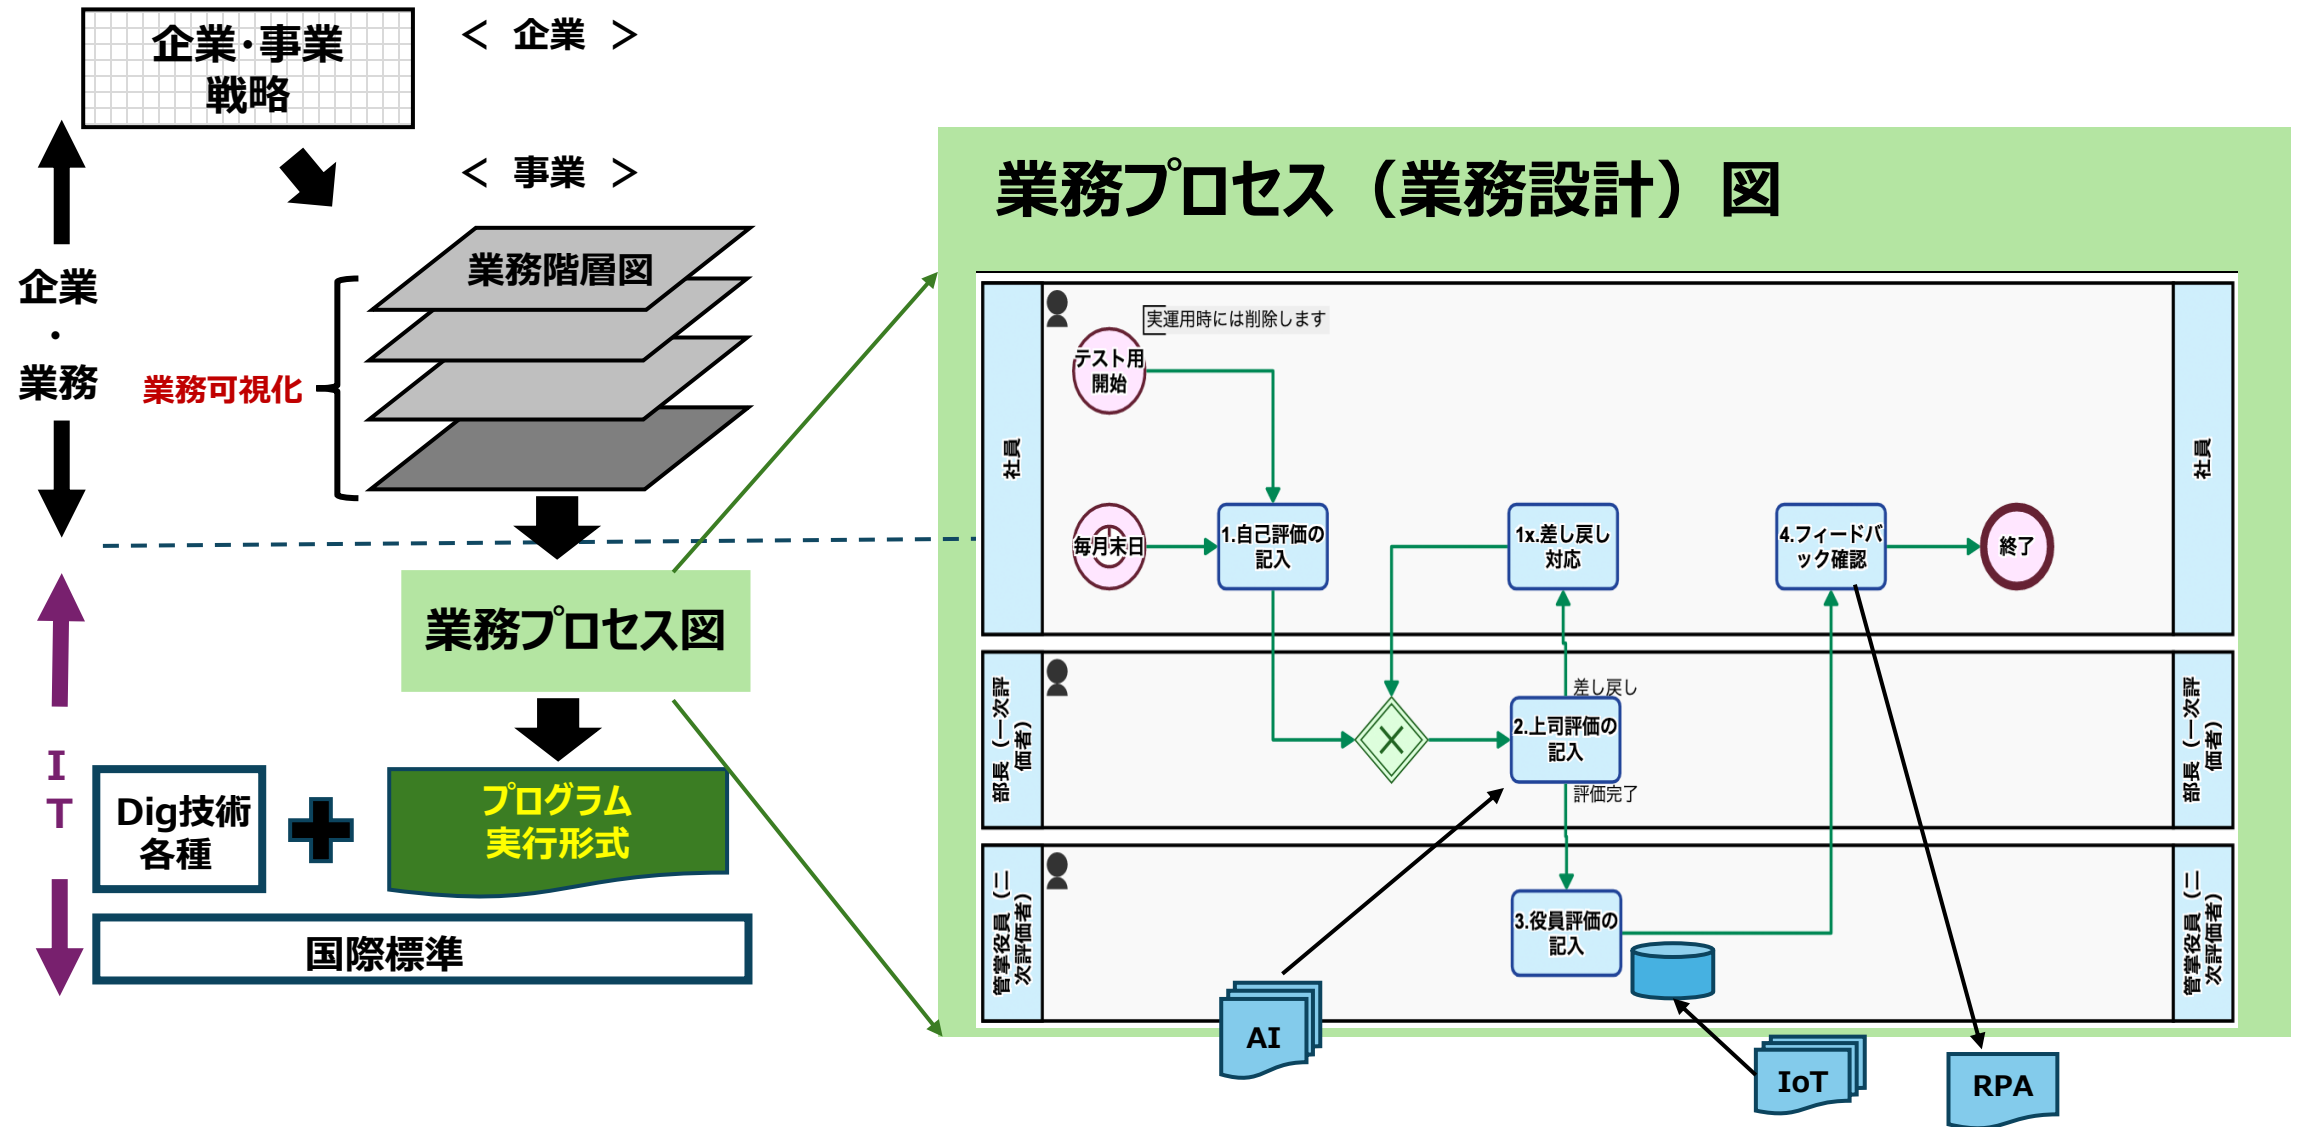 企業・事業
戦略
＜ 企業 ＞
＜ 事業 ＞
企業
・
業務
業務可視化
業務階層図
業務プロセス図
I
T
Dig技術
各種
プログラム
実行形式
国際標準
業務プロセス（業務設計）図
社員
実運用時には削除します
テスト用
開始
毎月末日
1.自己評価の
記入
1x.差し戻し
対応
4.フィードバ
ック確認
終了
社員
部長（一次評
価者）
差し戻し
2.上司評価の
記入
評価完了
部長（一次評
価者）
管掌役員（二
次評価者）
3.役員評価の
記入
管掌役員（二
次評価者）
AI
IoT
RPA